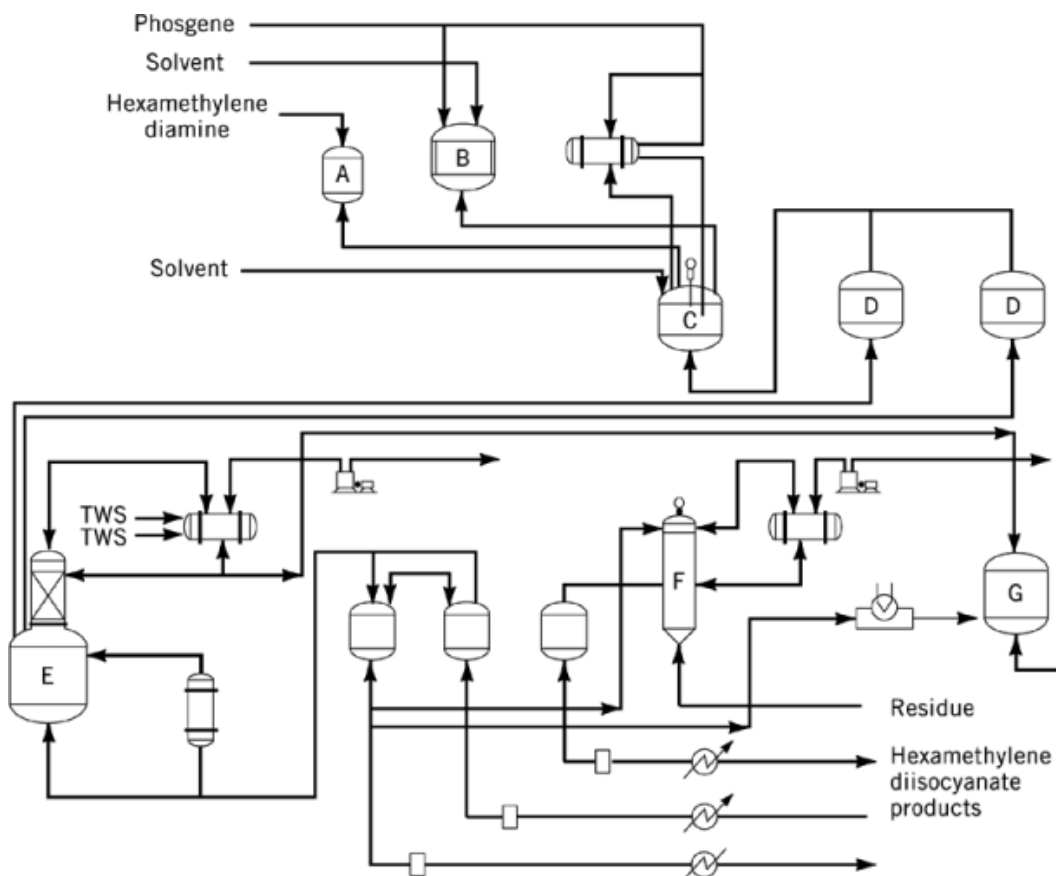 Phosgene
Solvent
Hexamethylene
diamine
A
B
Solvent
C
D
D
TWS
TWS
E
F
G
Residue
Hexamethylene
diisocyanate
products